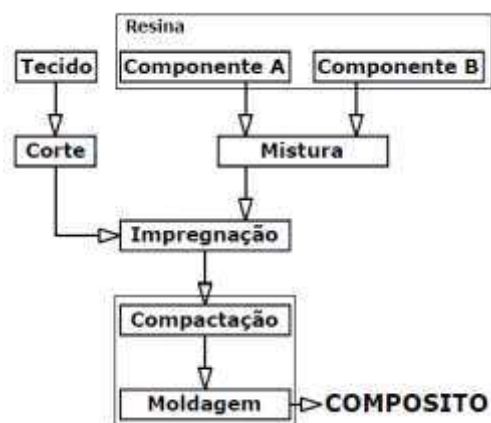 Resina
Tecido
Componente A
Componente B
Corte
Mistura
Impregnação
Compactação
Moldagem
COMPOSITO